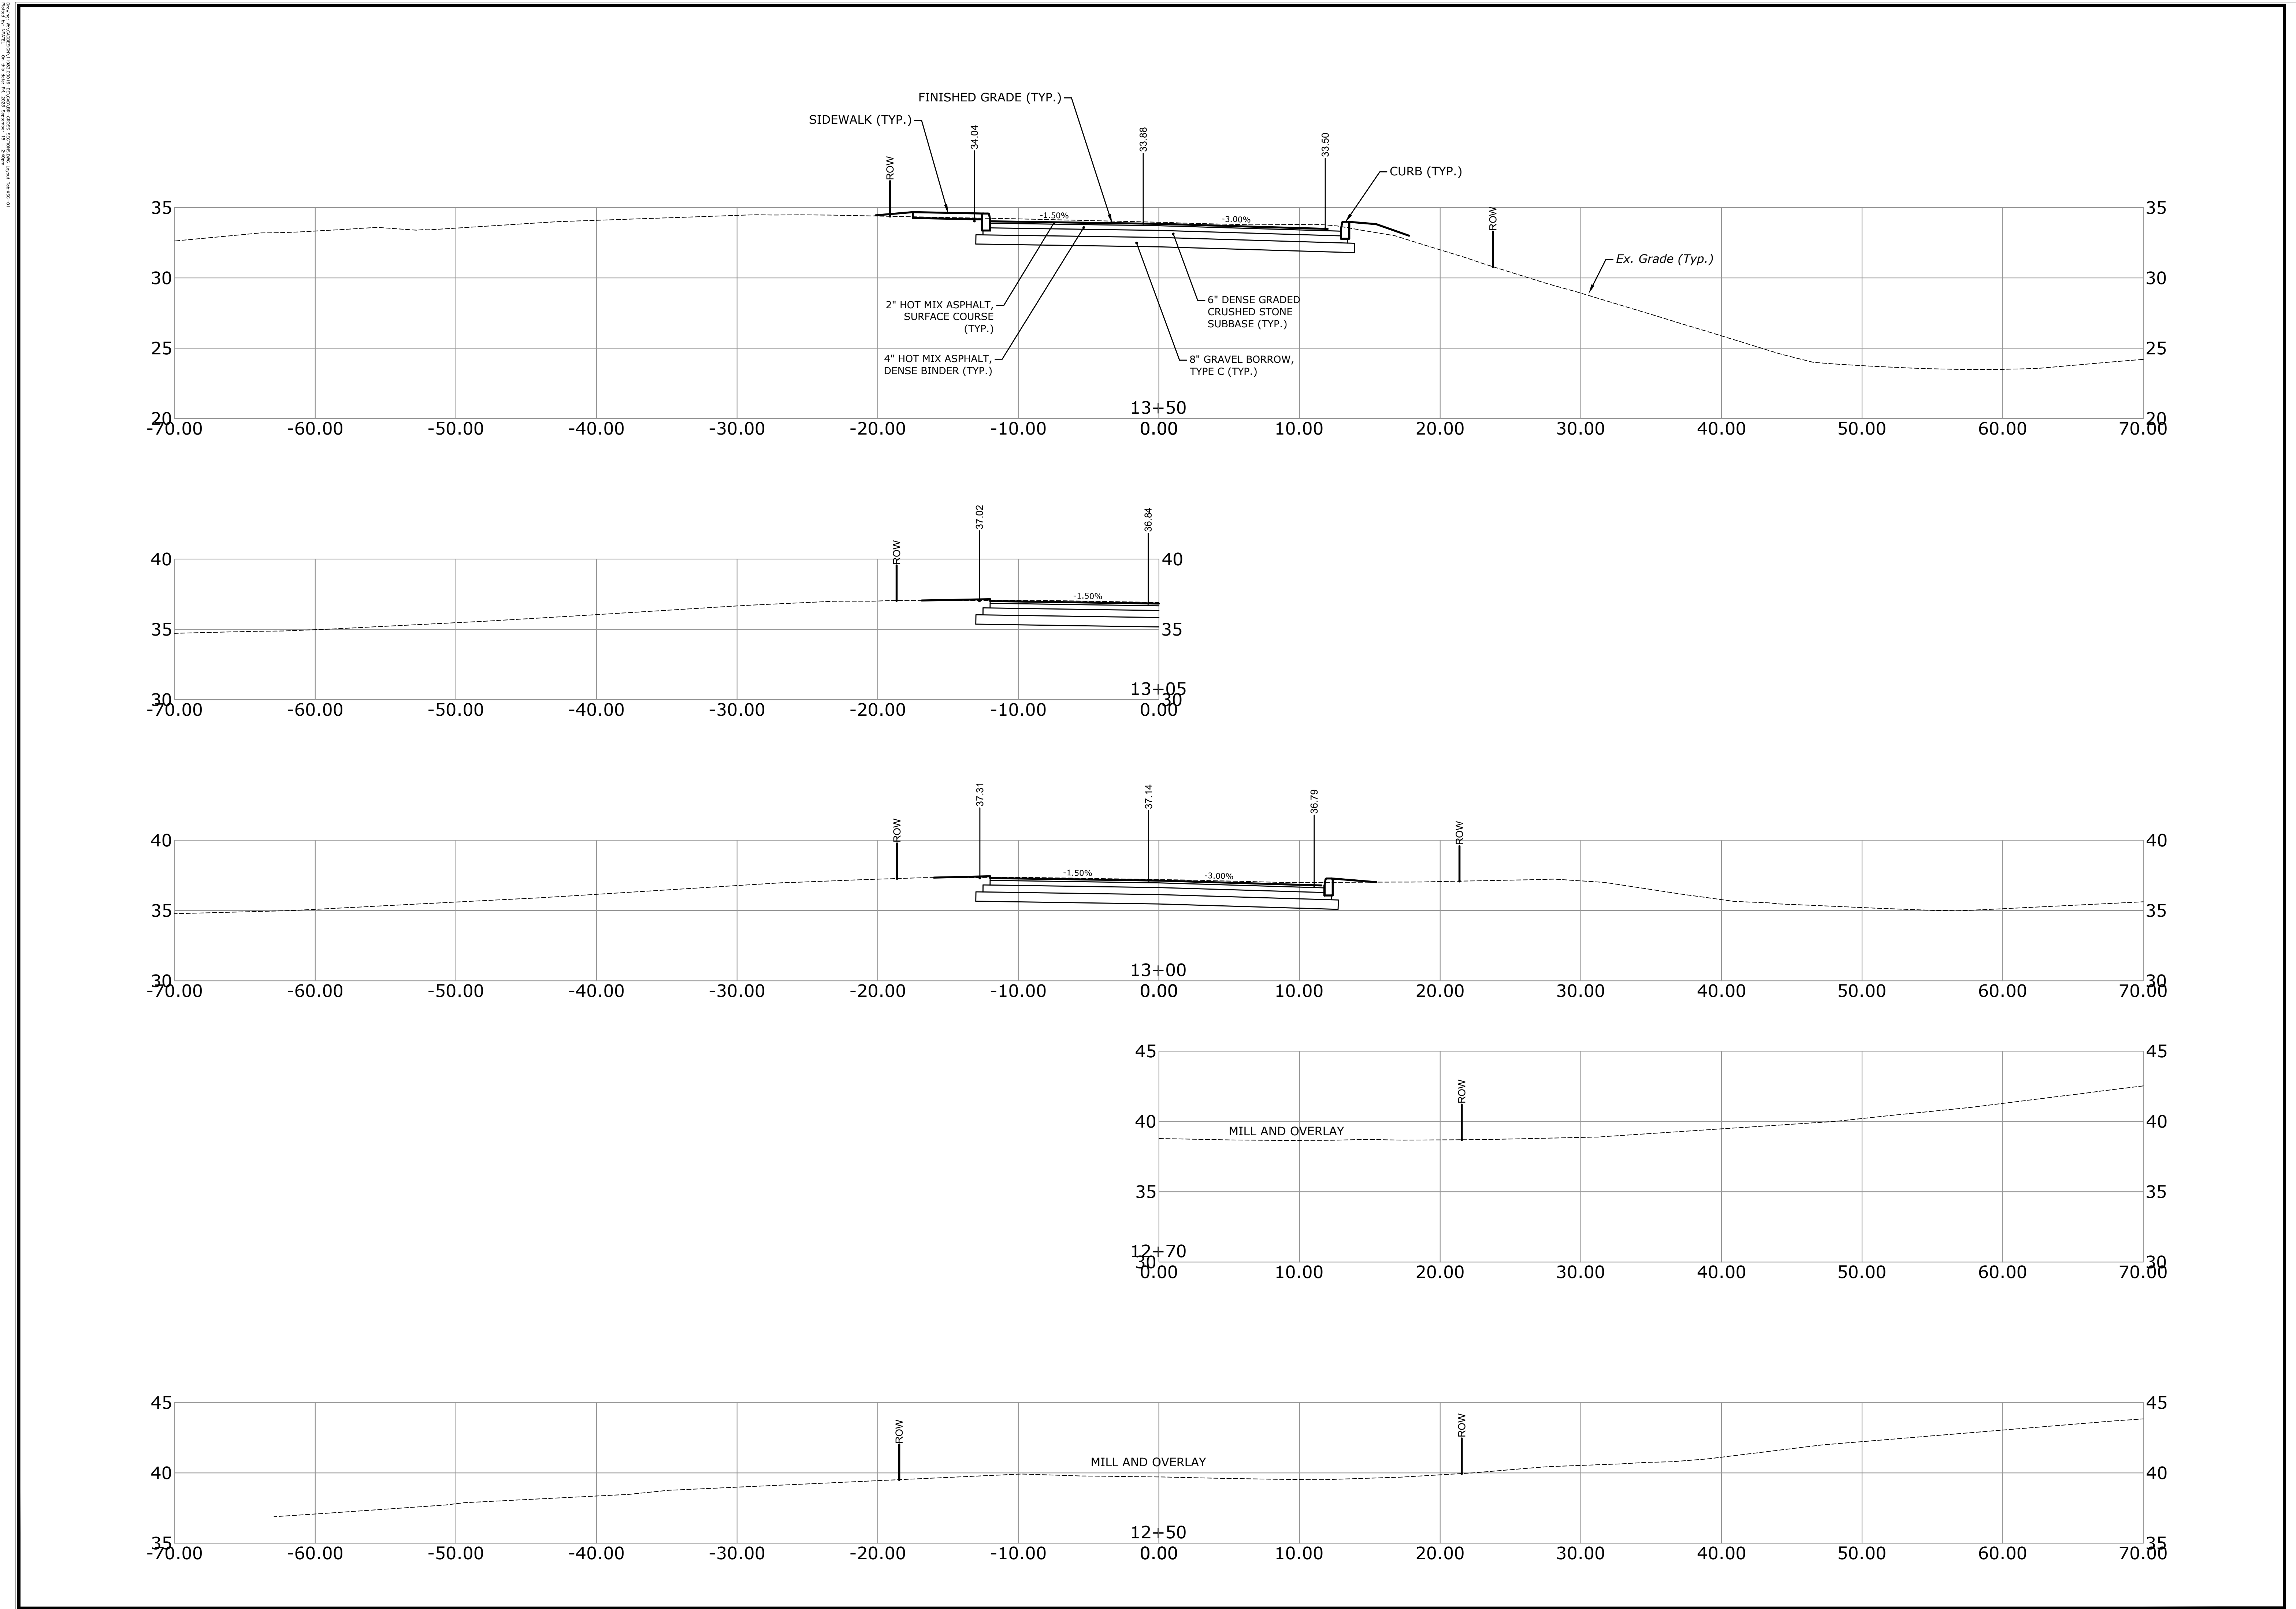 FINISHED GRADE (TYP.)
SIDEWALK (TYP.)
34.04
33.88
33.50
ROW
CURB (TYP.)
ROW
35
35
-1.50%
-3.00%
Ex. Grade (Typ.)
30
30
2" HOT MIX ASPHALT,
SURFACE COURSE
(TYP.)
6" DENSE GRADED
CRUSHED STONE
SUBBASE (TYP.)
25
25
4" HOT MIX ASPHALT,
DENSE BINDER (TYP.)
8" GRAVEL BORROW,
TYPE C (TYP.)
13+50
20
20
-70.00 -60.00 -50.00 -40.00 -30.00 -20.00 -10.00 0.00 10.00 20.00 30.00 40.00 50.00 60.00 70.00
37.02
36.84
ROW
40
40
-1.50%
35
35
13+05
30
30
-70.00 -60.00 -50.00 -40.00 -30.00 -20.00 -10.00 0.00
37.31
37.14
36.79
ROW
ROW
40
40
-1.50%
-3.00%
35
35
13+00
30
30
-70.00 -60.00 -50.00 -40.00 -30.00 -20.00 -10.00 0.00 10.00 20.00 30.00 40.00 50.00 60.00 70.00
45
45
ROW
40
40
MILL AND OVERLAY
35
35
12+70
30
30
0.00 10.00 20.00 30.00 40.00 50.00 60.00 70.00
45
45
ROW
ROW
MILL AND OVERLAY
40
40
12+50
35
35
-70.00 -60.00 -50.00 -40.00 -30.00 -20.00 -10.00 0.00 10.00 20.00 30.00 40.00 50.00 60.00 70.00